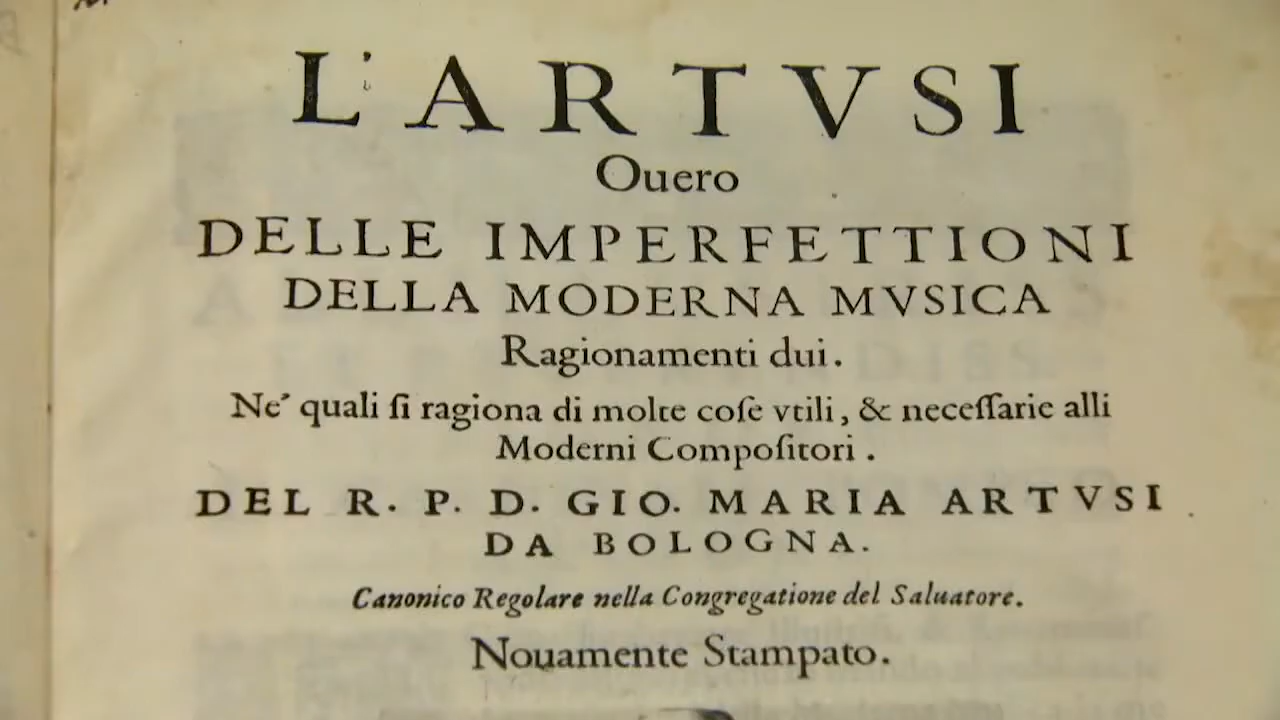 L'ARTVSI
Ouero
DELLE IMPERFETTIONI
DELLA MODERNA MVSICA
Ragionamenti dui.
Ne' quali ſi ragiona di molte coſe vtili, & neceſſarie alli
Moderni Compoſitori.
DEL R. P. D. GIO. MARIA ARTVSI
DA BOLOGNA.
Canonico Regolare nella Congregatione del Saluatore.
Nouamente Stampato.